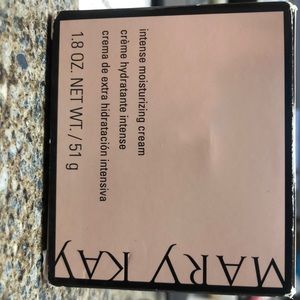 MARY KAY
intense moisturizing cream
crème hydratante intense
crema de extra hidratación intensiva
1.8 OZ. NET WT. / 51 g